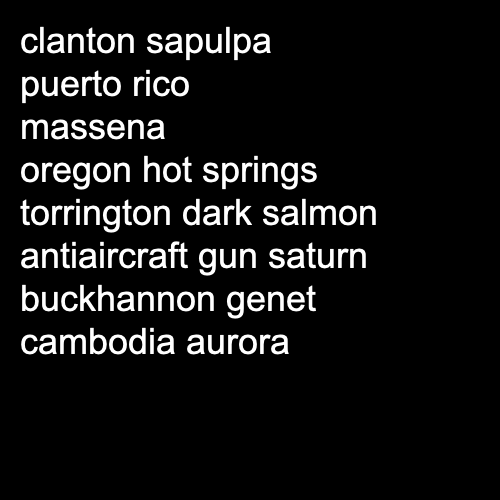 clanton sapulpa
puerto rico
massena
oregon hot springs
torrington dark salmon
antiaircraft gun saturn
buckhannon genet
cambodia aurora